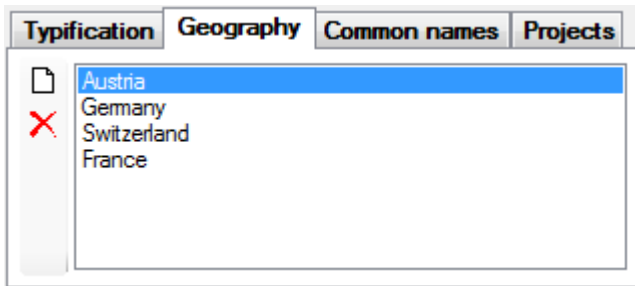 Typification Geography Common names Projects
Austria
Germany
Switzerland
France